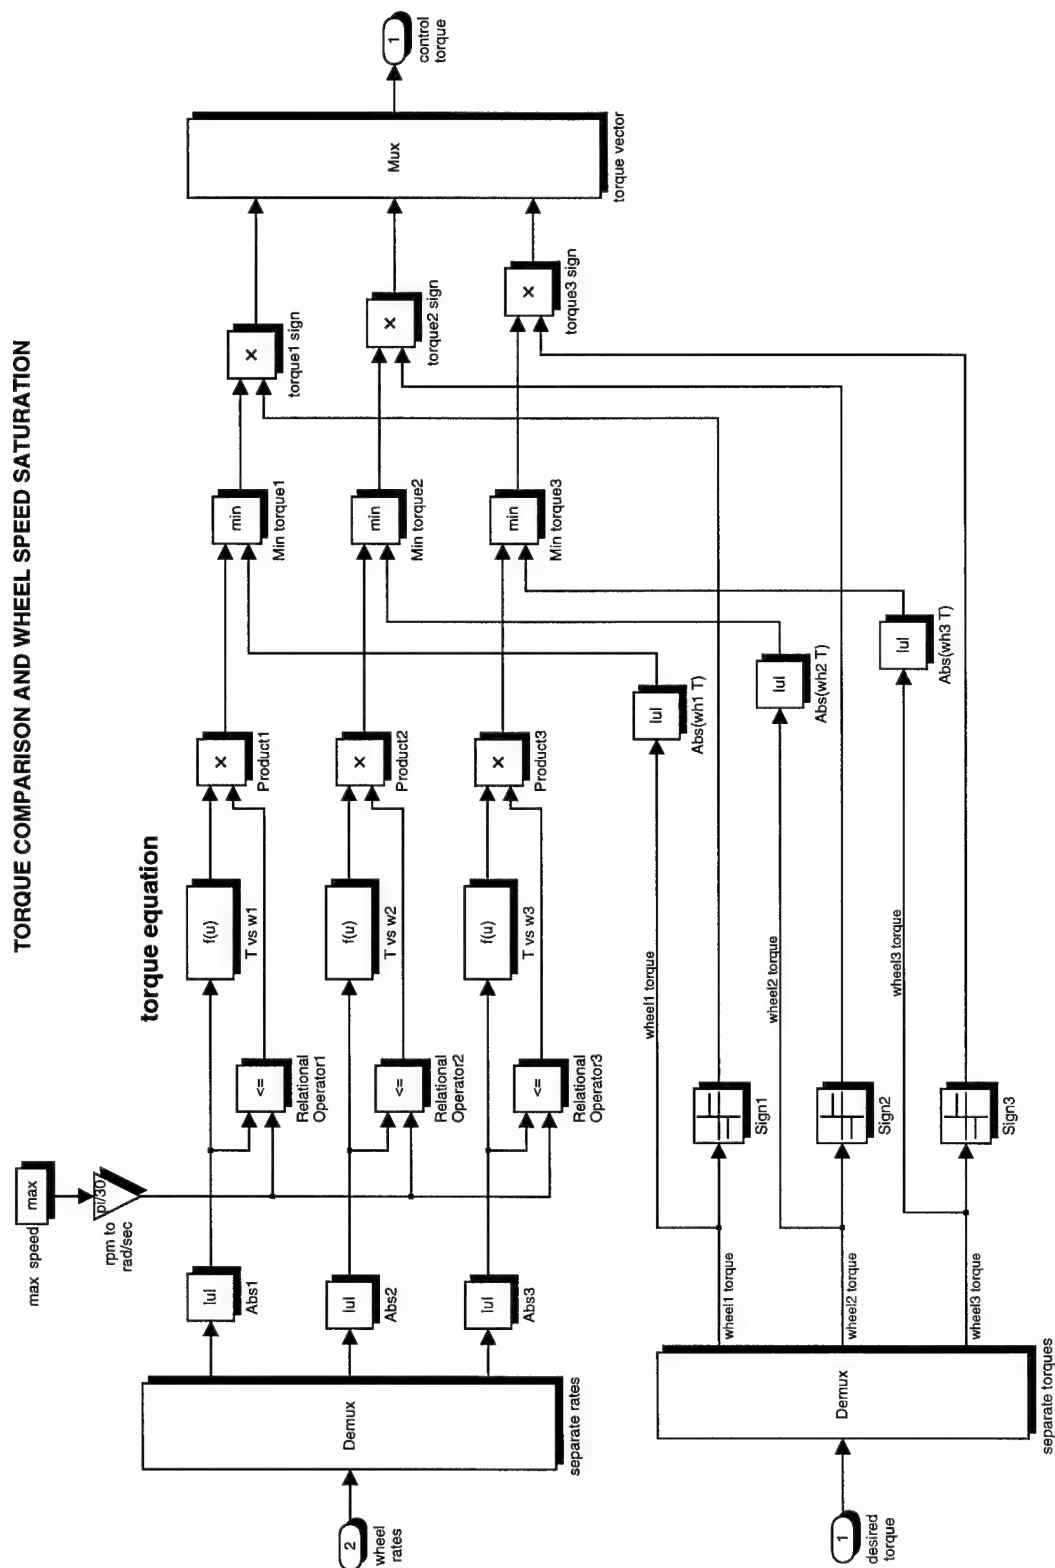 TORQUE COMPARISON AND WHEEL SPEED SATURATION
max speed
max
pi/30
rpm to
rad/sec
torque equation
2
wheel
rates
Demux
separate rates
|u|
Abs1
|u|
Abs2
|u|
Abs3
<=
Relational
Operator1
<=
Relational
Operator2
<=
Relational
Operator3
f(u)
T vs w1
f(u)
T vs w2
f(u)
T vs w3
×
Product1
×
Product2
×
Product3
min
Min torque1
min
Min torque2
min
Min torque3
×
torque1 sign
×
torque2 sign
×
torque3 sign
Mux
torque vector
1
control
torque
1
desired
torque
Demux
separate torques
wheel1 torque
wheel2 torque
wheel3 torque
Sign1
Sign2
Sign3
wheel1 torque
wheel2 torque
wheel3 torque
|u|
Abs(wh1 T)
|u|
Abs(wh2 T)
|u|
Abs(wh3 T)